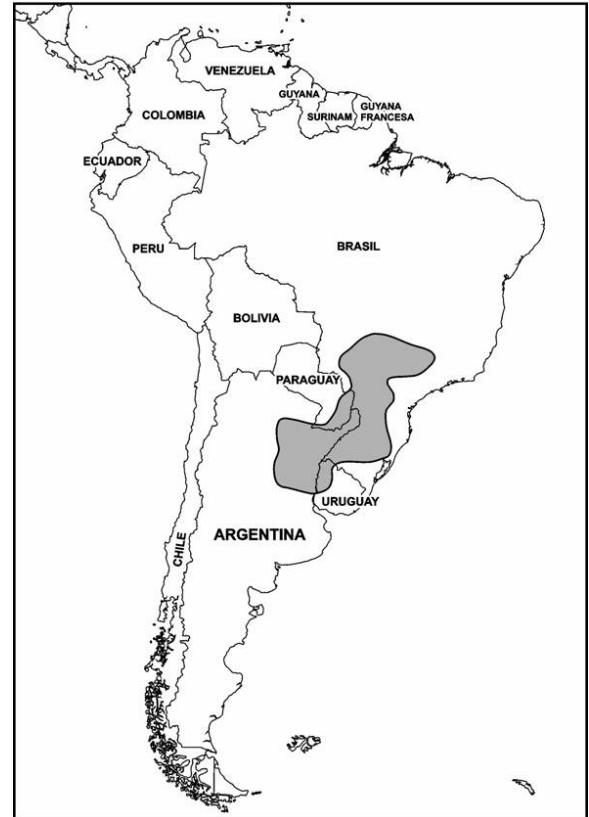 VENEZUELA
GUYANA
COLOMBIA
SURINAM
GUYANA
FRANCESA
ECUADOR
PERU
BRASIL
BOLIVIA
PARAGUAY
URUGUAY
ARGENTINA
CHILE